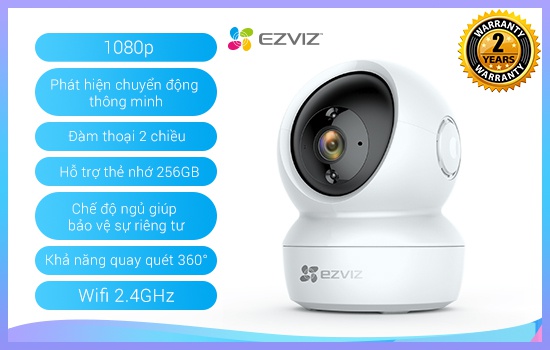 1080p
Phát hiện chuyển động
thông minh
Đàm thoại 2 chiều
Hỗ trợ thẻ nhớ 256GB
Chế độ ngủ giúp
bảo vệ sự riêng tư
Khả năng quay quét 360°
Wifi 2.4GHz
EZVIZ
WARRANTY
2
YEARS
WARRANTY
EZVIZ